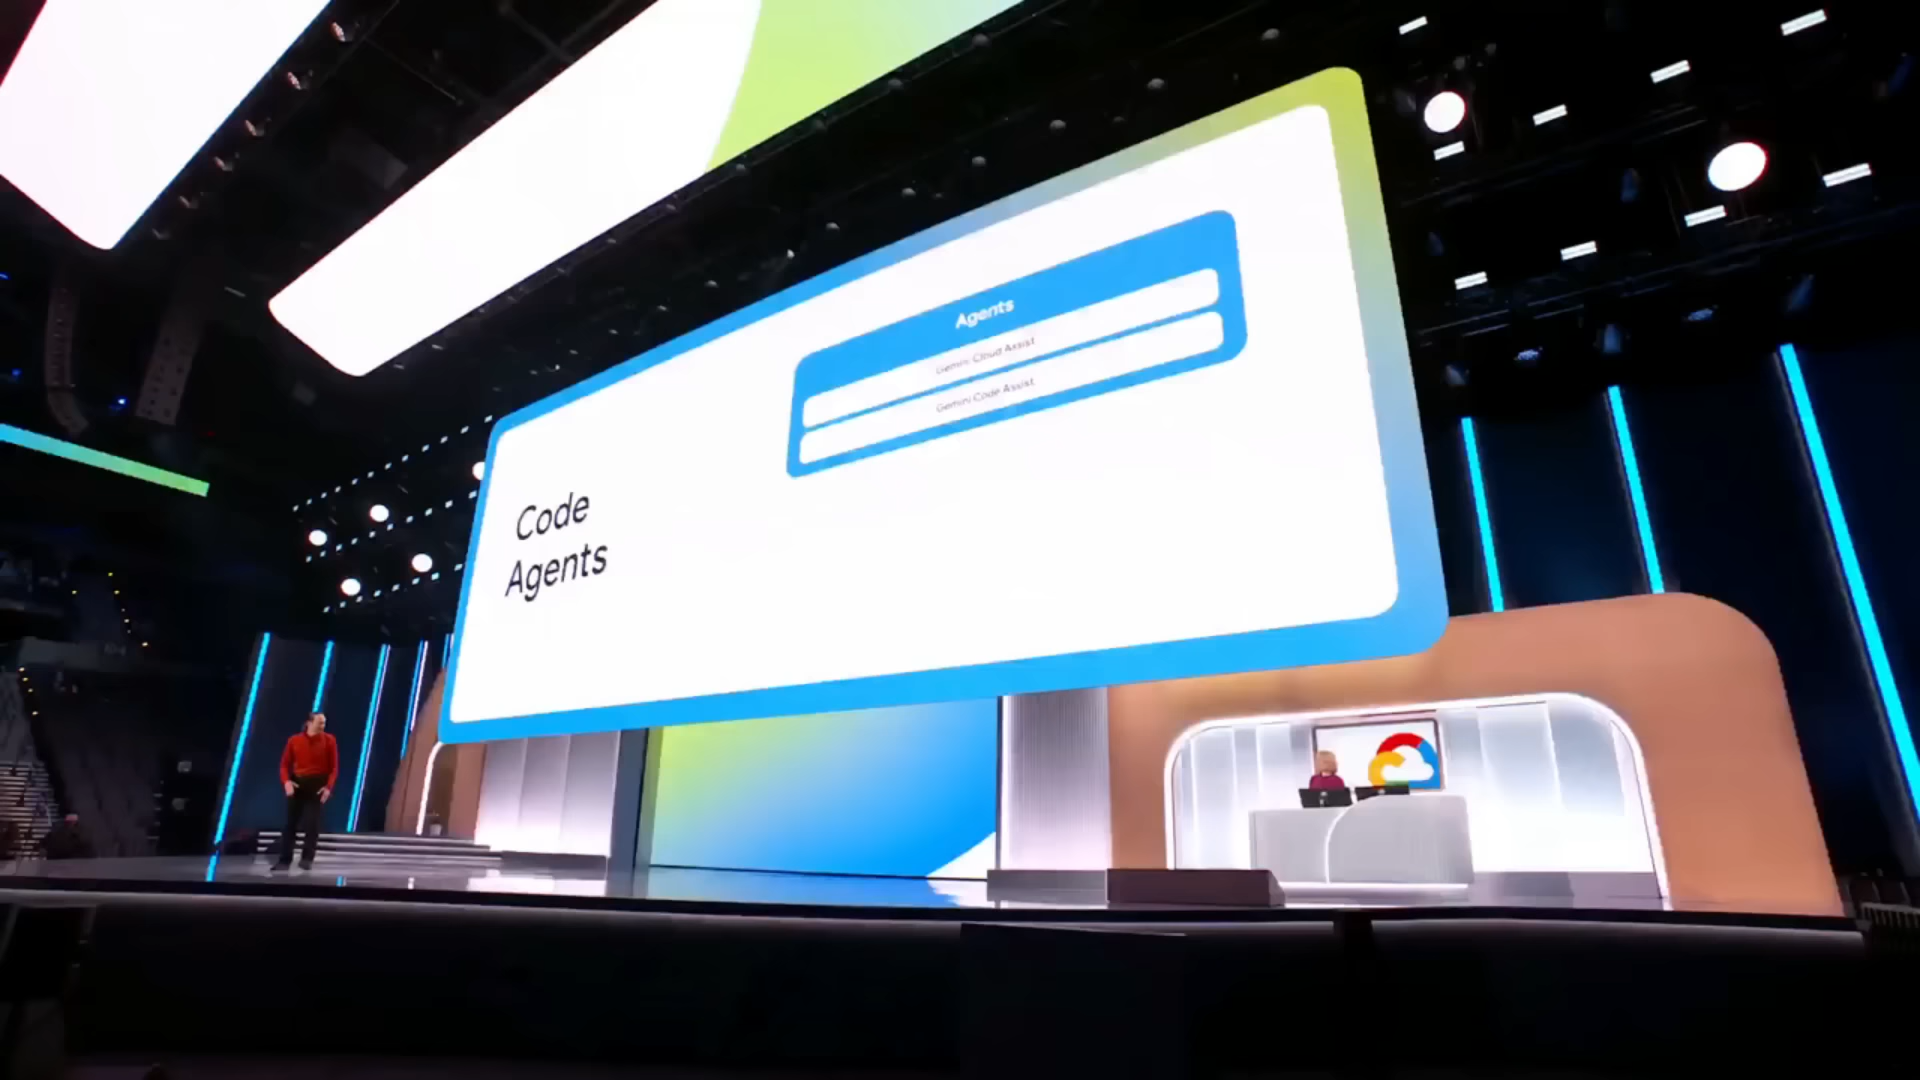 Code
Agents
Agents
Gemini Cloud Assist
Gemini Code Assist